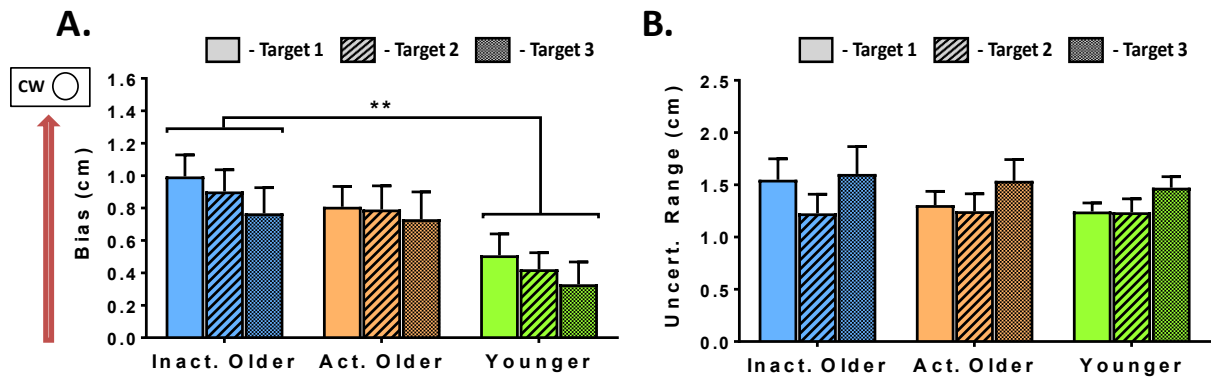 A.
- Target 1 - Target 2 - Target 3
CW
Bias (cm)
1.6
1.4
1.2
1.0
0.8
0.6
0.4
0.2
0.0
**
Inact. Older Act. Older Younger
B.
- Target 1 - Target 2 - Target 3
Uncert. Range (cm)
2.5
2.0
1.5
1.0
0.5
0.0
Inact. Older Act. Older Younger